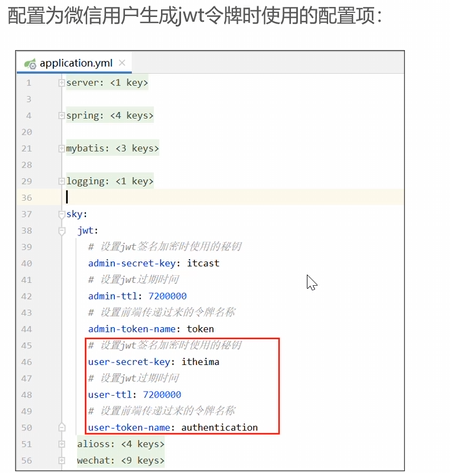 配置为微信用户生成jwt令牌时使用的配置项：
application.yml
1 server: <1 key>
3
4 spring: <4 keys>
20
21 mybatis: <3 keys>
28
29 logging: <1 key>
36
37 sky:
38 jwt:
39 # 设置jwt签名加密时使用的秘钥
40 admin-secret-key: itcast
41 # 设置jwt过期时间
42 admin-ttl: 7200000
43 # 设置前端传递过来的令牌名称
44 admin-token-name: token
45 # 设置jwt签名加密时使用的秘钥
46 user-secret-key: itheima
47 # 设置jwt过期时间
48 user-ttl: 7200000
49 # 设置前端传递过来的令牌名称
50 user-token-name: authentication
51 alioss: <4 keys>
56 wechat: <9 keys>